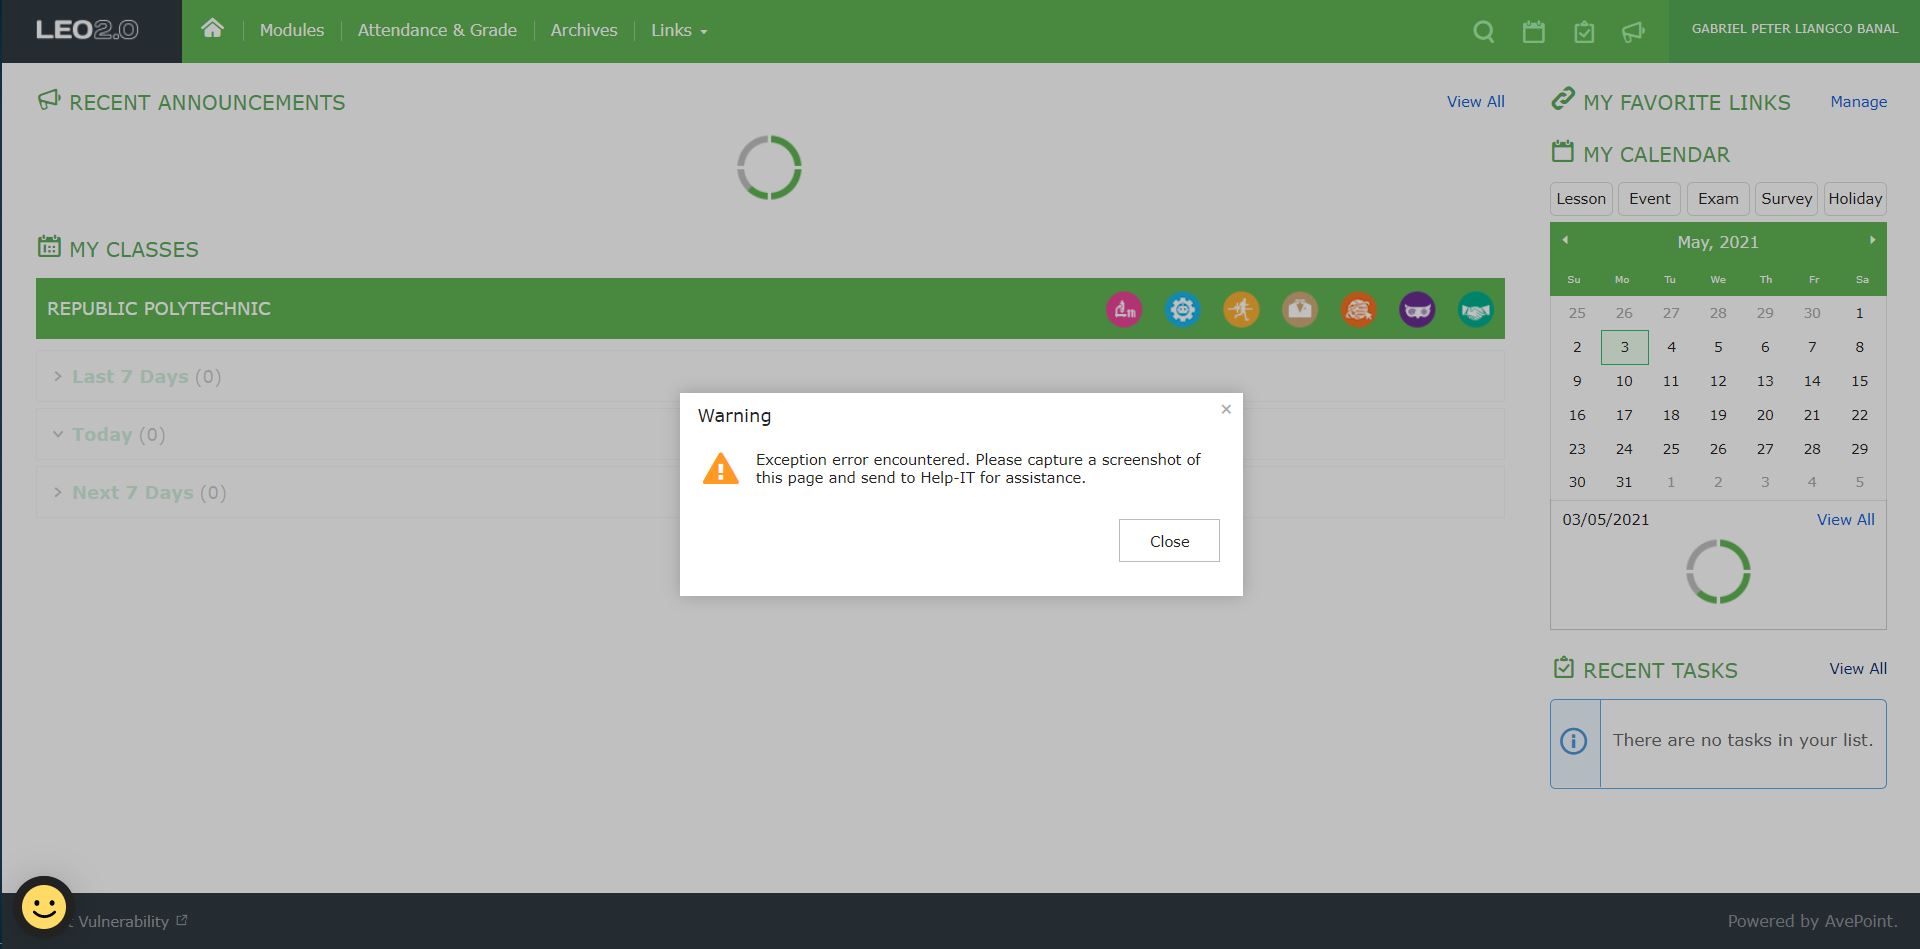 LEO2.0
Modules
Attendance & Grade
Archives
Links
GABRIEL PETER LIANGCO BANAL
RECENT ANNOUNCEMENTS
View All
MY CLASSES
REPUBLIC POLYTECHNIC
Last 7 Days (0)
Today (0)
Next 7 Days (0)
Warning
×
Exception error encountered. Please capture a screenshot of
this page and send to Help-IT for assistance.
Close
MY FAVORITE LINKS
Manage
MY CALENDAR
Lesson Event Exam Survey Holiday
May, 2021
Su Mo Tu We Th Fr Sa
25 26 27 28 29 30 1
2 3 4 5 6 7 8
9 10 11 12 13 14 15
16 17 18 19 20 21 22
23 24 25 26 27 28 29
30 31 1 2 3 4 5
03/05/2021
View All
RECENT TASKS
View All
There are no tasks in your list.
Vulnerability
Powered by AvePoint.